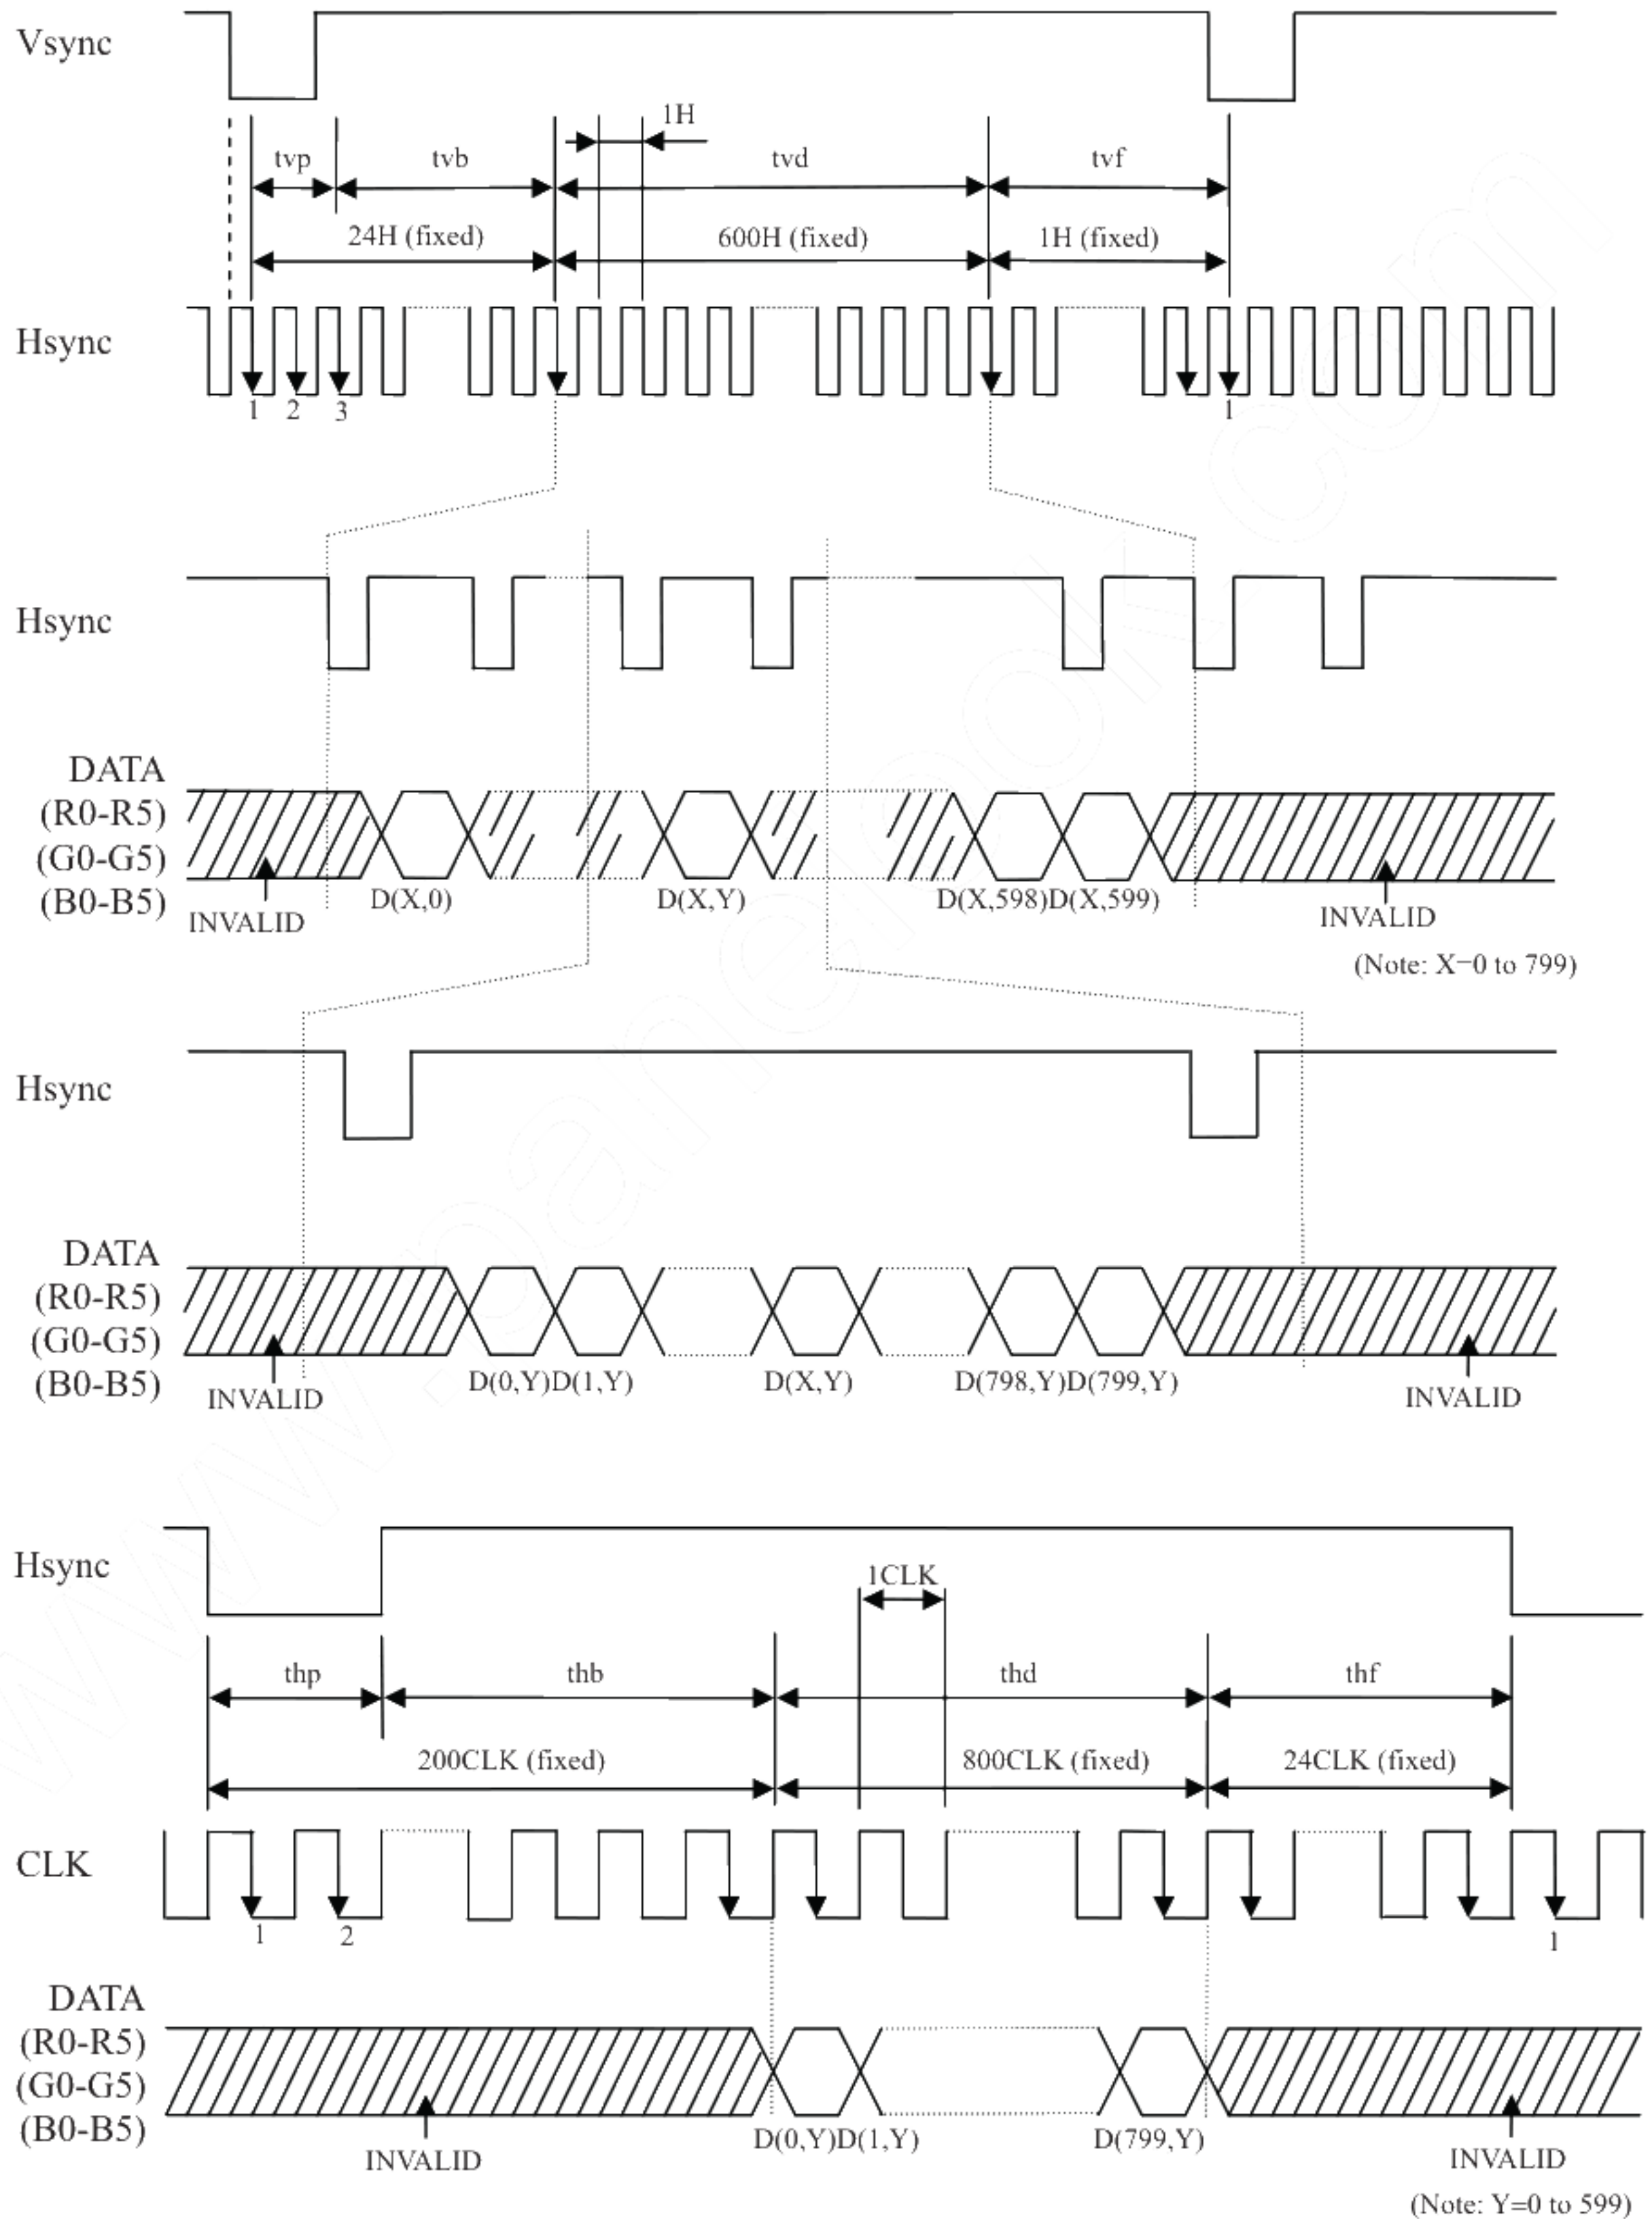 Vsync
1H
tvp tvb tvd tvf
24H (fixed) 600H (fixed) 1H (fixed)
Hsync
1 2 3 1
Hsync
DATA
(R0-R5)
(G0-G5)
(B0-B5)
D(X,0) D(X,Y) D(X,598)D(X,599)
INVALID INVALID
(Note: X=0 to 799)
Hsync
DATA
(R0-R5)
(G0-G5)
(B0-B5)
D(0,Y)D(1,Y) D(X,Y) D(798,Y)D(799,Y)
INVALID INVALID
Hsync
1CLK
thp thb thd thf
200CLK (fixed) 800CLK (fixed) 24CLK (fixed)
CLK
1 2 1
DATA
(R0-R5)
(G0-G5)
(B0-B5)
D(0,Y)D(1,Y) D(799,Y)
INVALID INVALID
(Note: Y=0 to 599)
www.panelook.com